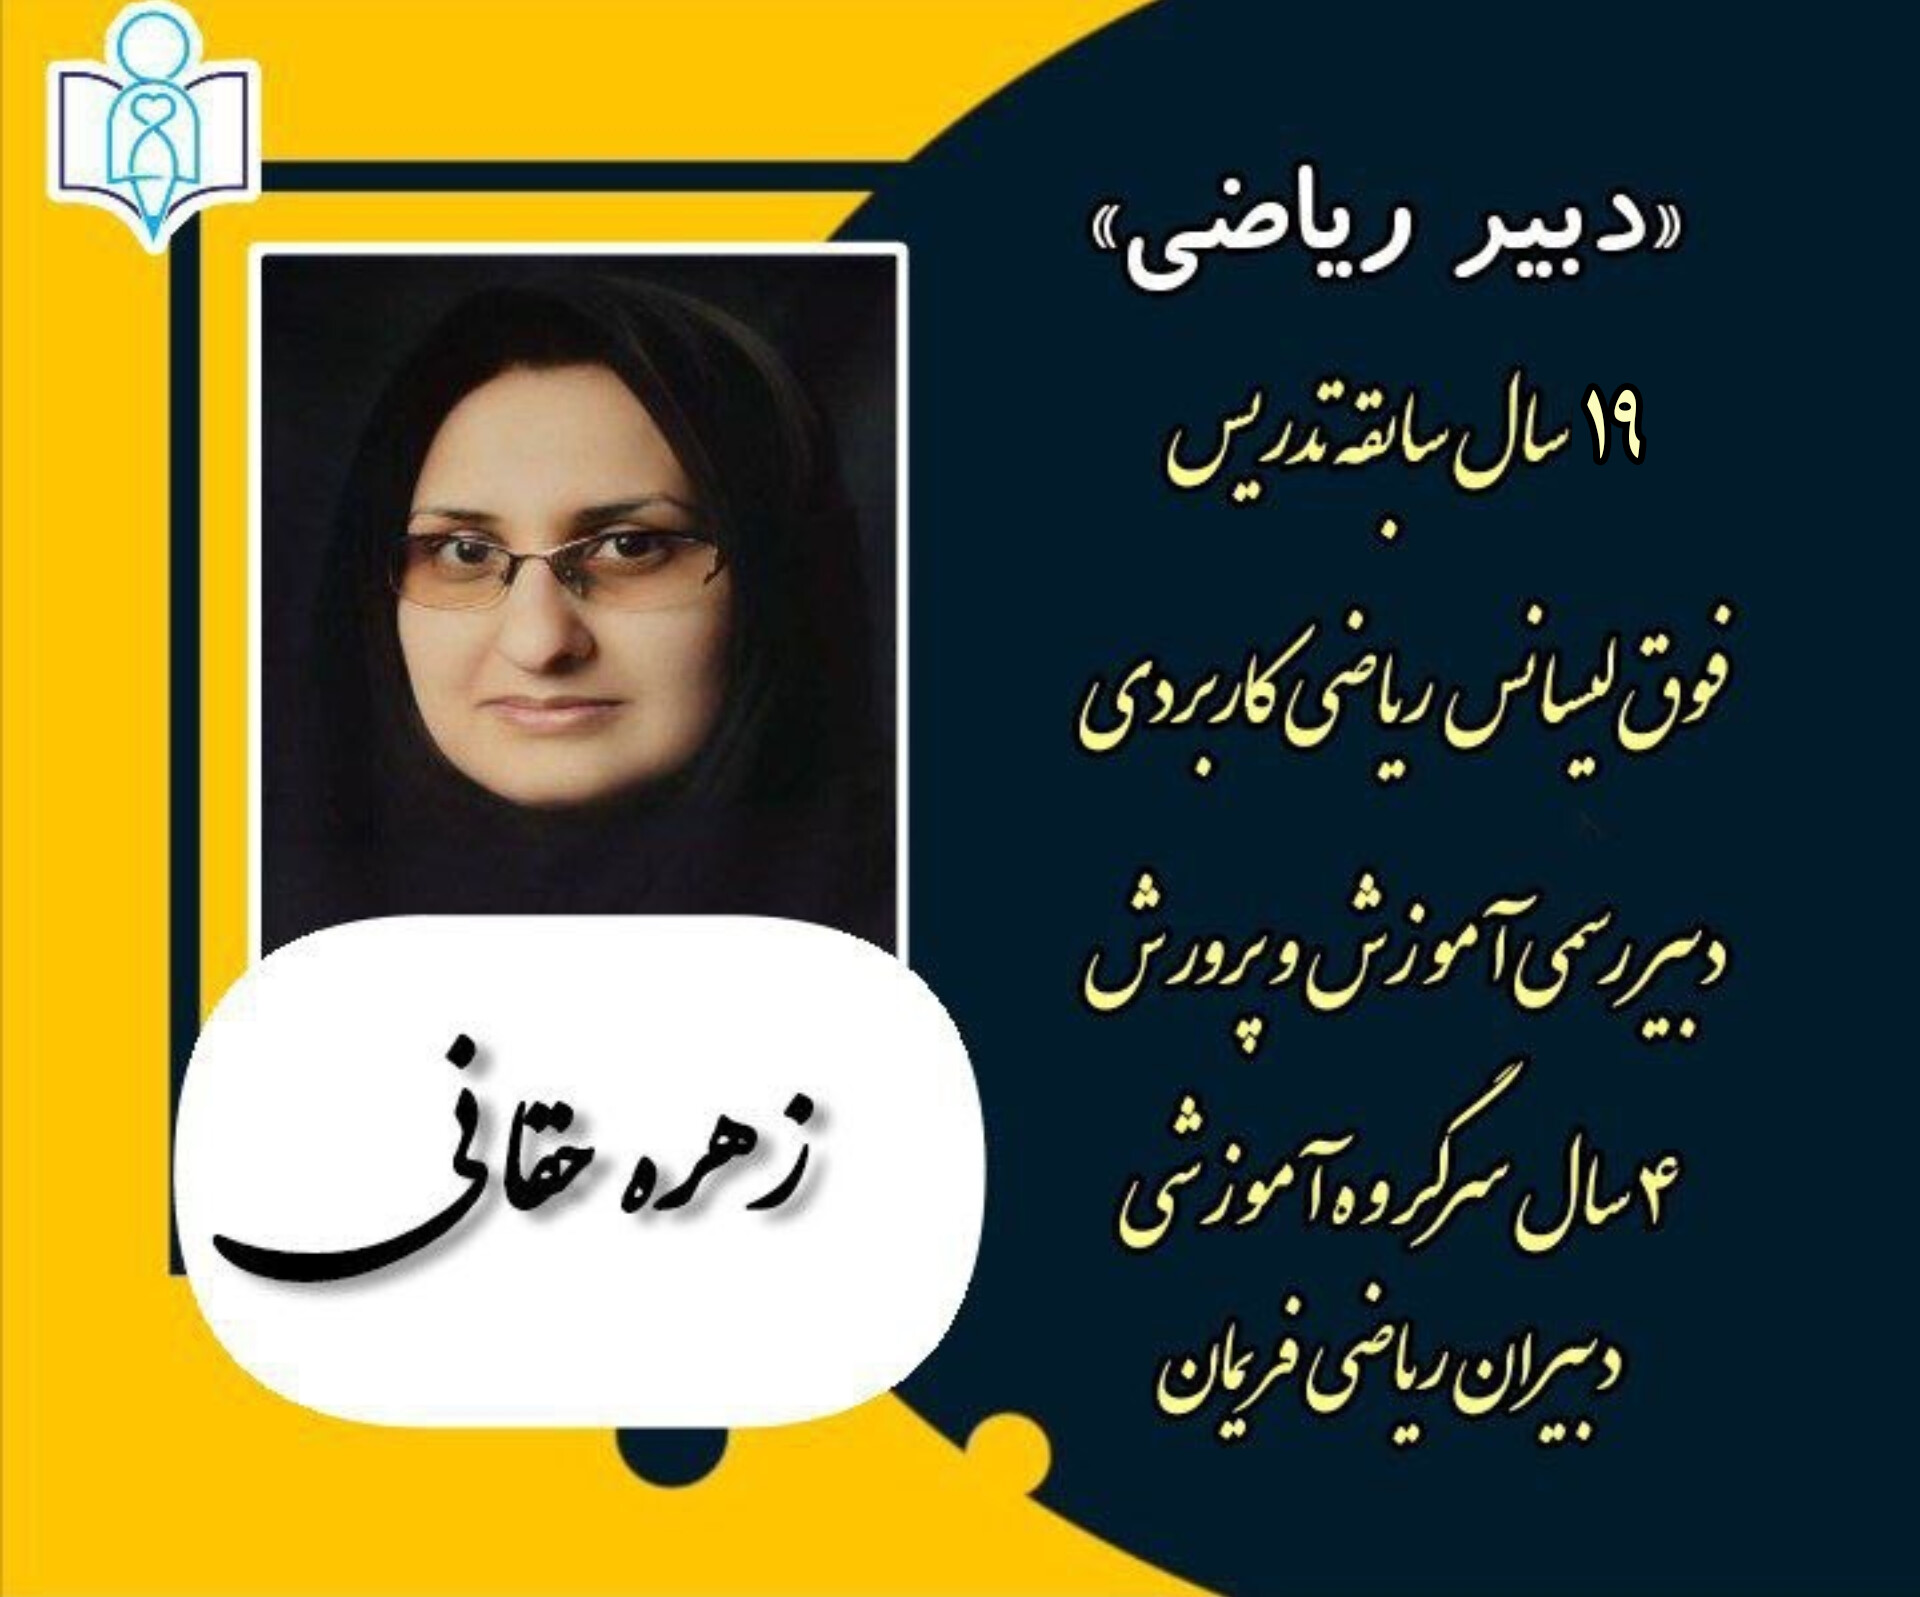 «دبیر ریاضی»
۱۹ سال سابقه تدریس
فوق لیسانس ریاضی کاربردی
دبیر رسمی آموزش و پرورش
۴ سال سرگروه آموزشی
دبیران ریاضی فریمان
زهره حقانی